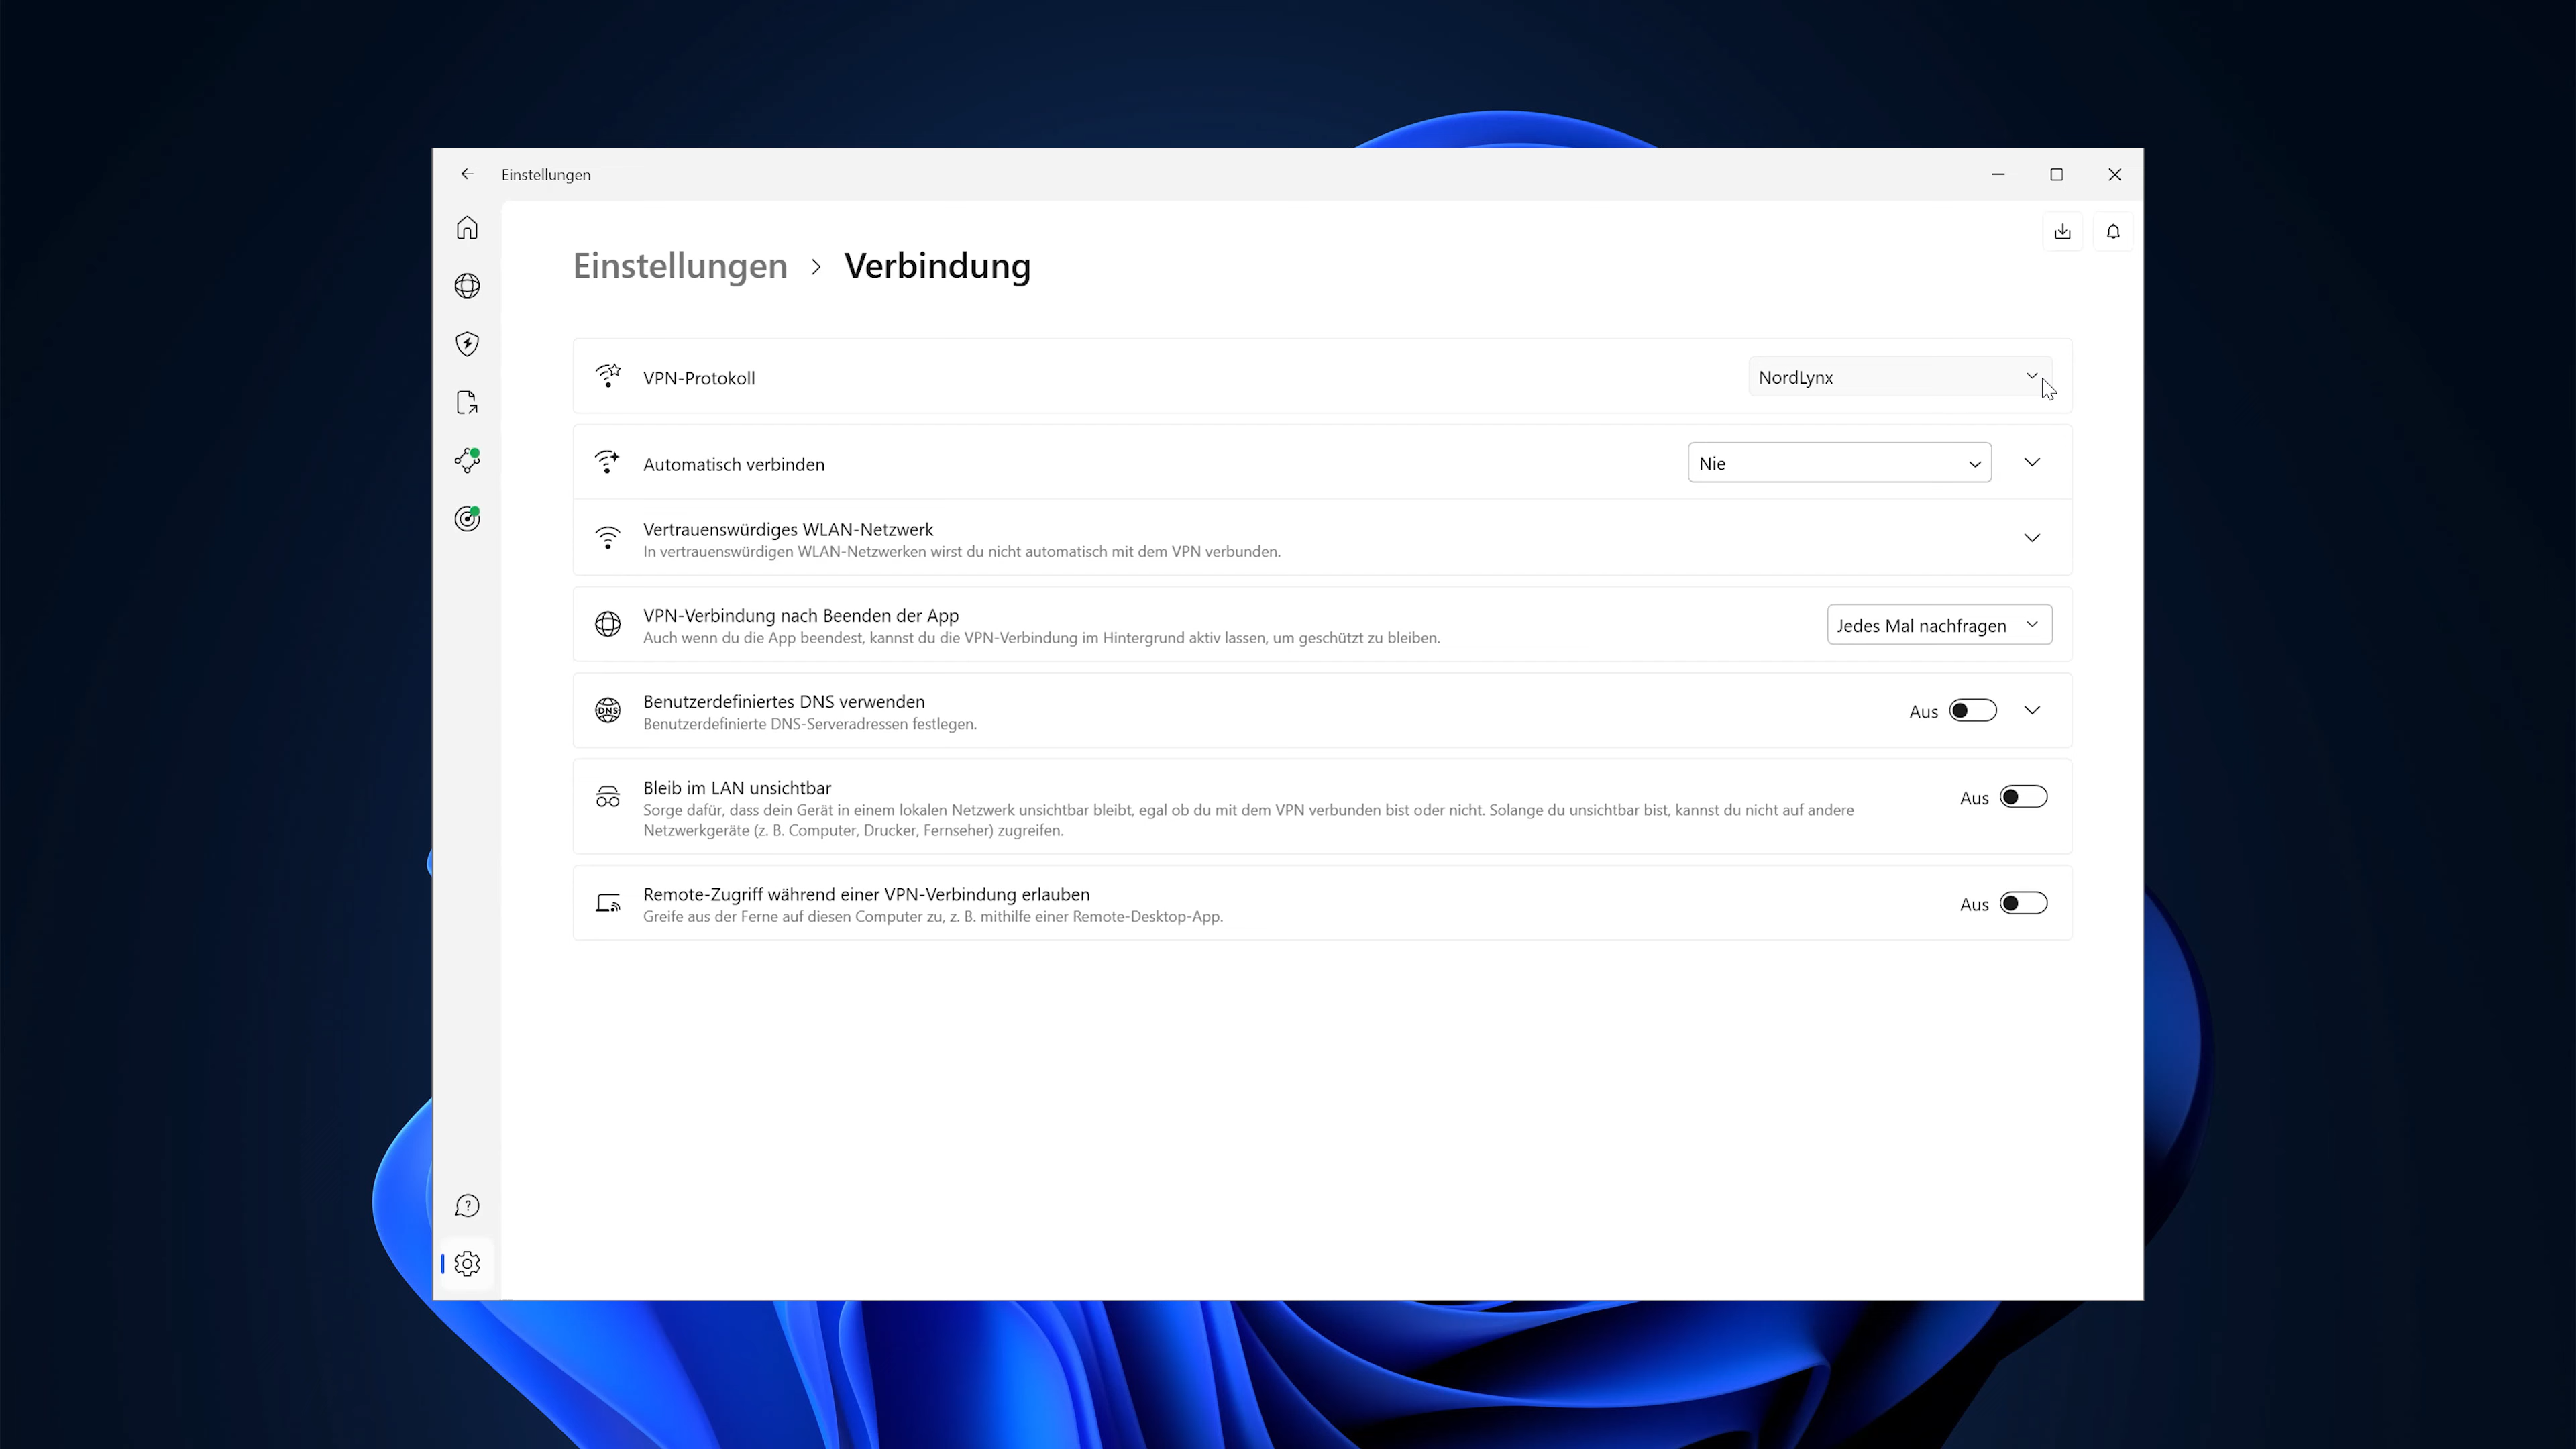 Einstellungen
Einstellungen > Verbindung
VPN-Protokoll
NordLynx
Automatisch verbinden
Nie
Vertrauenswürdiges WLAN-Netzwerk
In vertrauenswürdigen WLAN-Netzwerken wirst du nicht automatisch mit dem VPN verbunden.
VPN-Verbindung nach Beenden der App
Auch wenn du die App beendest, kannst du die VPN-Verbindung im Hintergrund aktiv lassen, um geschützt zu bleiben.
Jedes Mal nachfragen
DNS
Benutzerdefiniertes DNS verwenden
Benutzerdefinierte DNS-Serveradressen festlegen.
Aus
Bleib im LAN unsichtbar
Sorge dafür, dass dein Gerät in einem lokalen Netzwerk unsichtbar bleibt, egal ob du mit dem VPN verbunden bist oder nicht. Solange du unsichtbar bist, kannst du nicht auf andere
Netzwerkgeräte (z. B. Computer, Drucker, Fernseher) zugreifen.
Aus
Remote-Zugriff während einer VPN-Verbindung erlauben
Greife aus der Ferne auf diesen Computer zu, z. B. mithilfe einer Remote-Desktop-App.
Aus